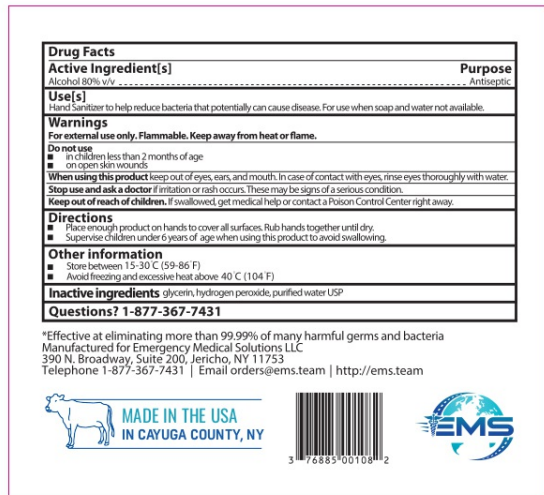 Drug Facts
Active Ingredient[s] Purpose
Alcohol 80% v/v Antiseptic
Use[s]
Hand Sanitizer to help reduce bacteria that potentially can cause disease. For use when soap and water not available.
Warnings
For external use only. Flammable. Keep away from heat or flame.
Do not use
■ in children less than 2 months of age
■ on open skin wounds
When using this product keep out of eyes, ears, and mouth. In case of contact with eyes, rinse eyes thoroughly with water.
Stop use and ask a doctor if irritation or rash occurs. These may be signs of a serious condition.
Keep out of reach of children. If swallowed, get medical help or contact a Poison Control Center right away.
Directions
■ Place enough product on hands to cover all surfaces. Rub hands together until dry.
■ Supervise children under 6 years of age when using this product to avoid swallowing.
Other information
■ Store between 15-30°C (59-86°F)
■ Avoid freezing and excessive heat above 40°C (104°F)
Inactive ingredients glycerin, hydrogen peroxide, purified water USP
Questions? 1-877-367-7431
*Effective at eliminating more than 99.99% of many harmful germs and bacteria
Manufactured for Emergency Medical Solutions LLC
390 N. Broadway, Suite 200, Jericho, NY 11753
Telephone 1-877-367-7431 | Email orders@ems.team | http://ems.team
MADE IN THE USA
IN CAYUGA COUNTY, NY
3 76885 00108 2
EMS